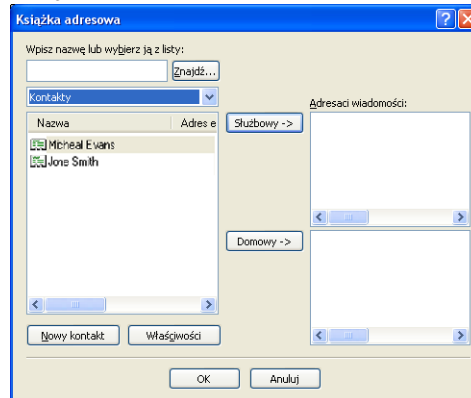 Książka adresowa
Wpisz nazwę lub wybierz ją z listy:
Znajdź...
Kontakty
Adresaci wiadomości:
Nazwa Adres e
Służbowy ->
Micheal Evans
Jone Smith
Domowy ->
Nowy kontakt
Właściwości
OK
Anuluj